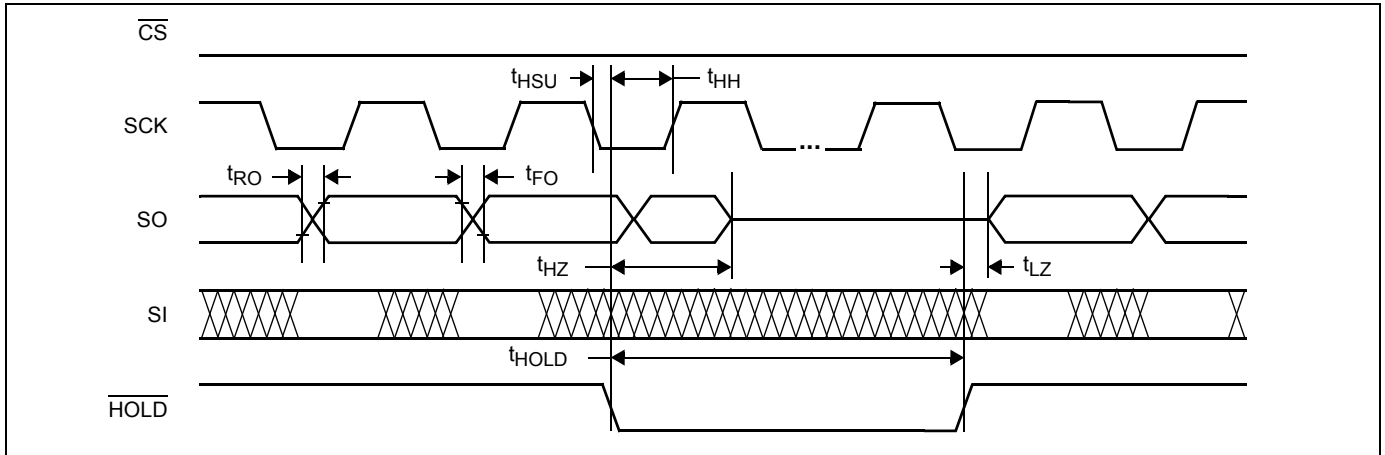 CS
tHSU
tHH
SCK
...
tRO
tFO
SO
tHZ
tLZ
SI
tHOLD
HOLD